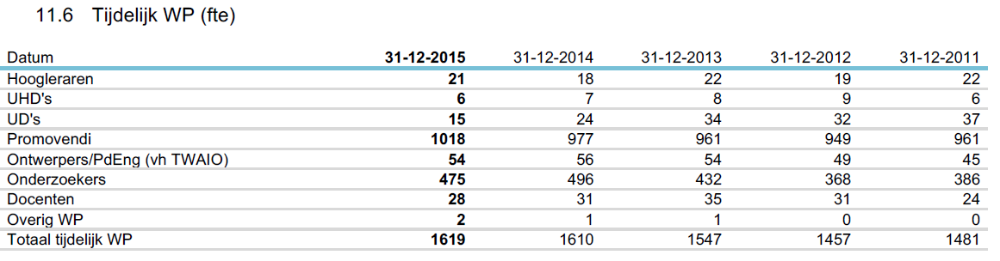 11.6 Tijdelijk WP (fte)
Datum 31-12-2015 31-12-2014 31-12-2013 31-12-2012 31-12-2011
Hoogleraren 21 18 22 19 22
UHD's 6 7 8 9 6
UD's 15 24 34 32 37
Promovendi 1018 977 961 949 961
Ontwerpers/PdEng (vh TWAIO) 54 56 54 49 45
Onderzoekers 475 496 432 368 386
Docenten 28 31 35 31 24
Overig WP 2 1 1 0 0
Totaal tijdelijk WP 1619 1610 1547 1457 1481